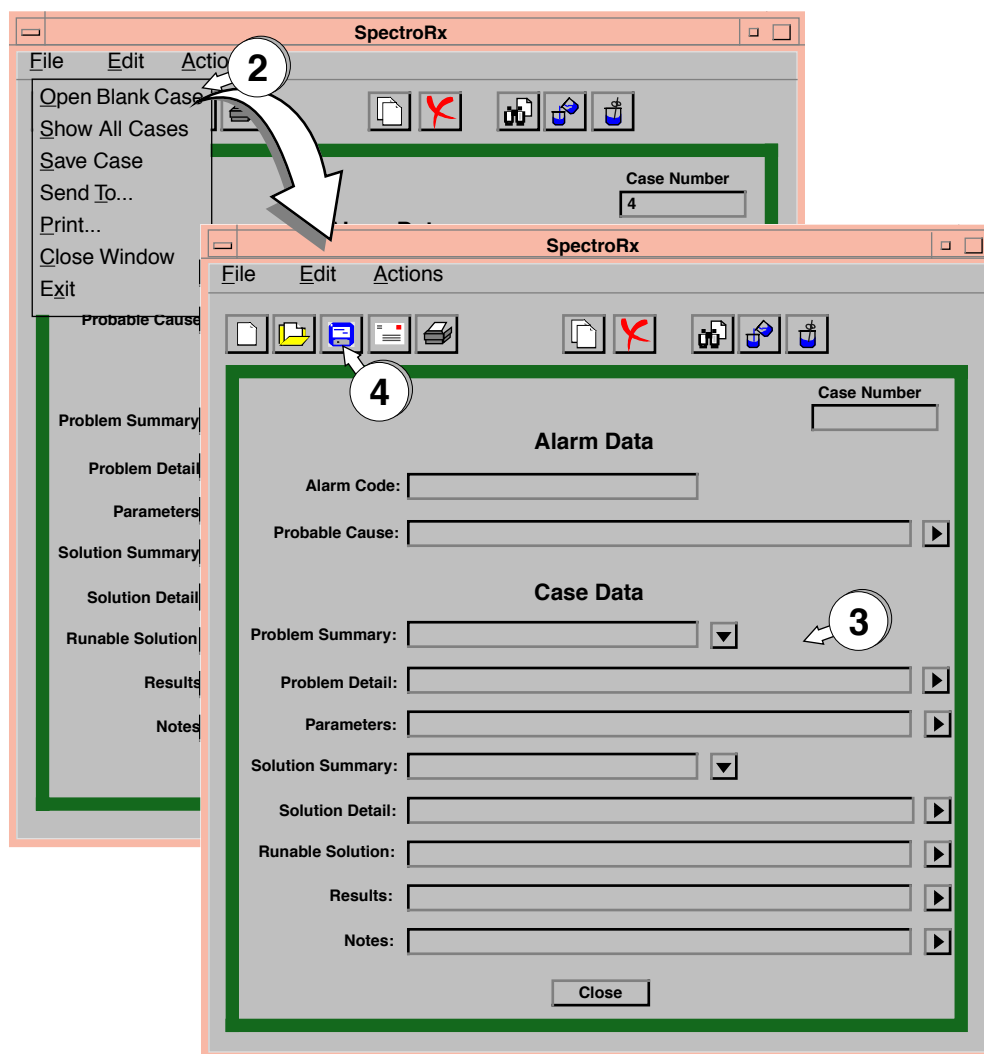 SpectroRx
File Edit Actio
2
Open Blank Case
Show All Cases
Save Case
Send To...
Print...
Close Window
Exit
Case Number
4
Probable Cause
Problem Summary
Problem Detail
Parameters
Solution Summary
Solution Detail
Runable Solution
Results
Notes
SpectroRx
File Edit Actions
4
Case Number
Alarm Data
Alarm Code:
Probable Cause:
Case Data
3
Problem Summary:
Problem Detail:
Parameters:
Solution Summary:
Solution Detail:
Runable Solution:
Results:
Notes:
Close